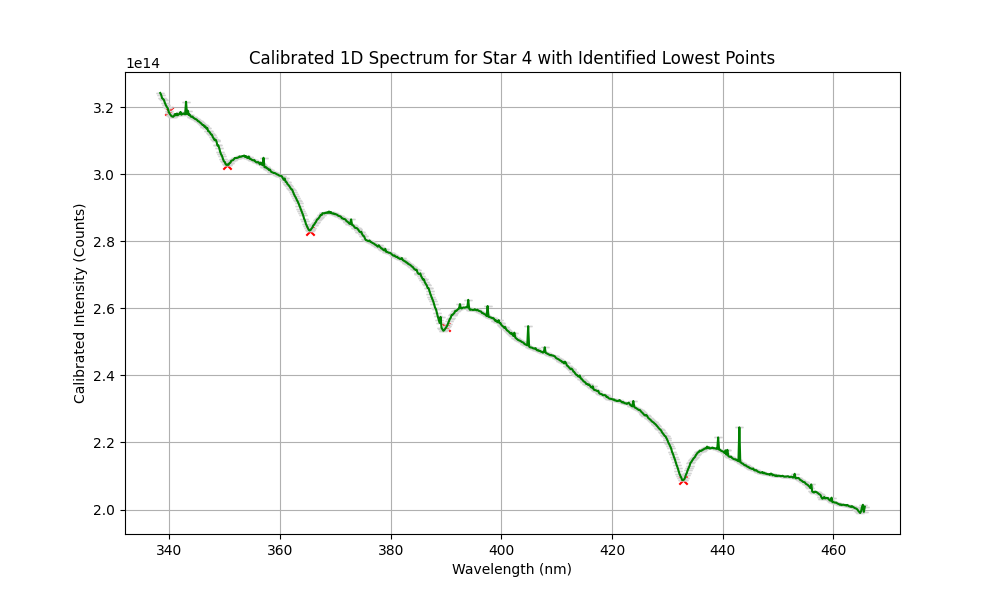 Calibrated 1D Spectrum for Star 4 with Identified Lowest Points
1e14
3.2
3.0
2.8
2.6
2.4
2.2
2.0
Calibrated Intensity (Counts)
340 360 380 400 420 440 460
Wavelength (nm)